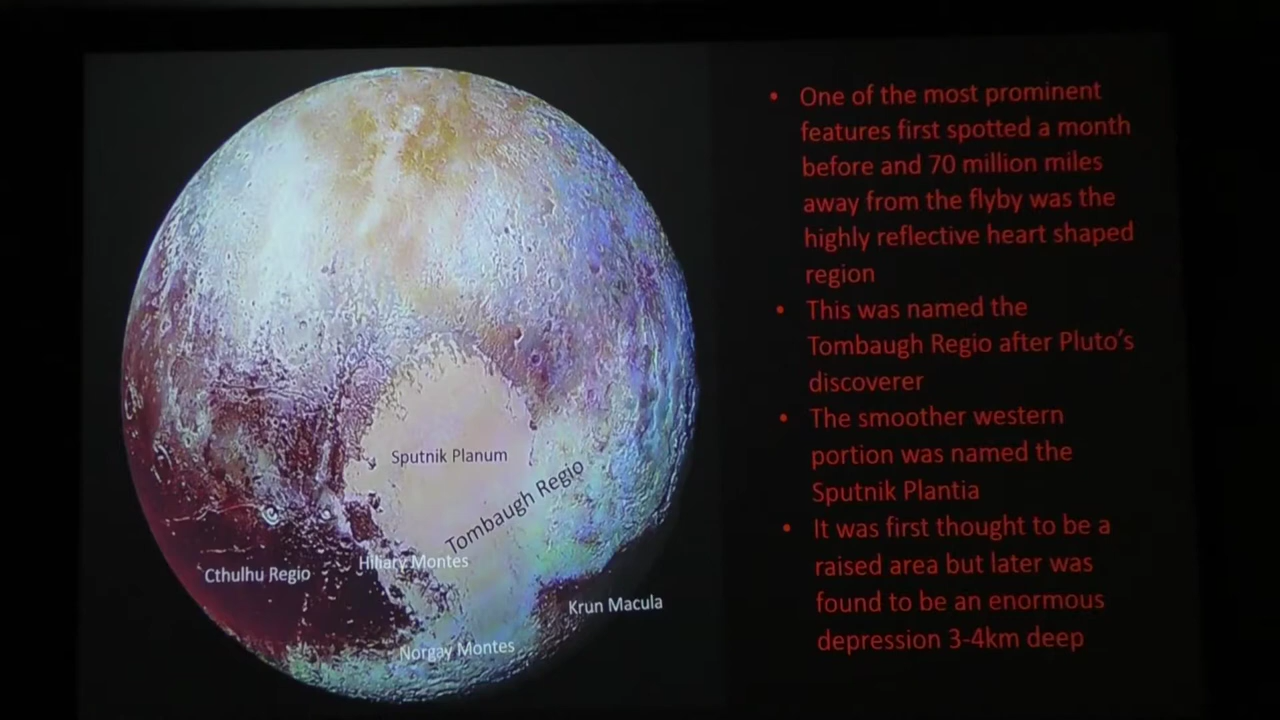 Sputnik Planum
Tombaugh Regio
Hiliary Montes
Cthulhu Regio
Krun Macula
Norgay Montes
• One of the most prominent
features first spotted a month
before and 70 million miles
away from the flyby was the
highly reflective heart shaped
region
• This was named the
Tombaugh Regio after Pluto's
discoverer
• The smoother western
portion was named the
Sputnik Plantia
• It was first thought to be a
raised area but later was
found to be an enormous
depression 3-4km deep